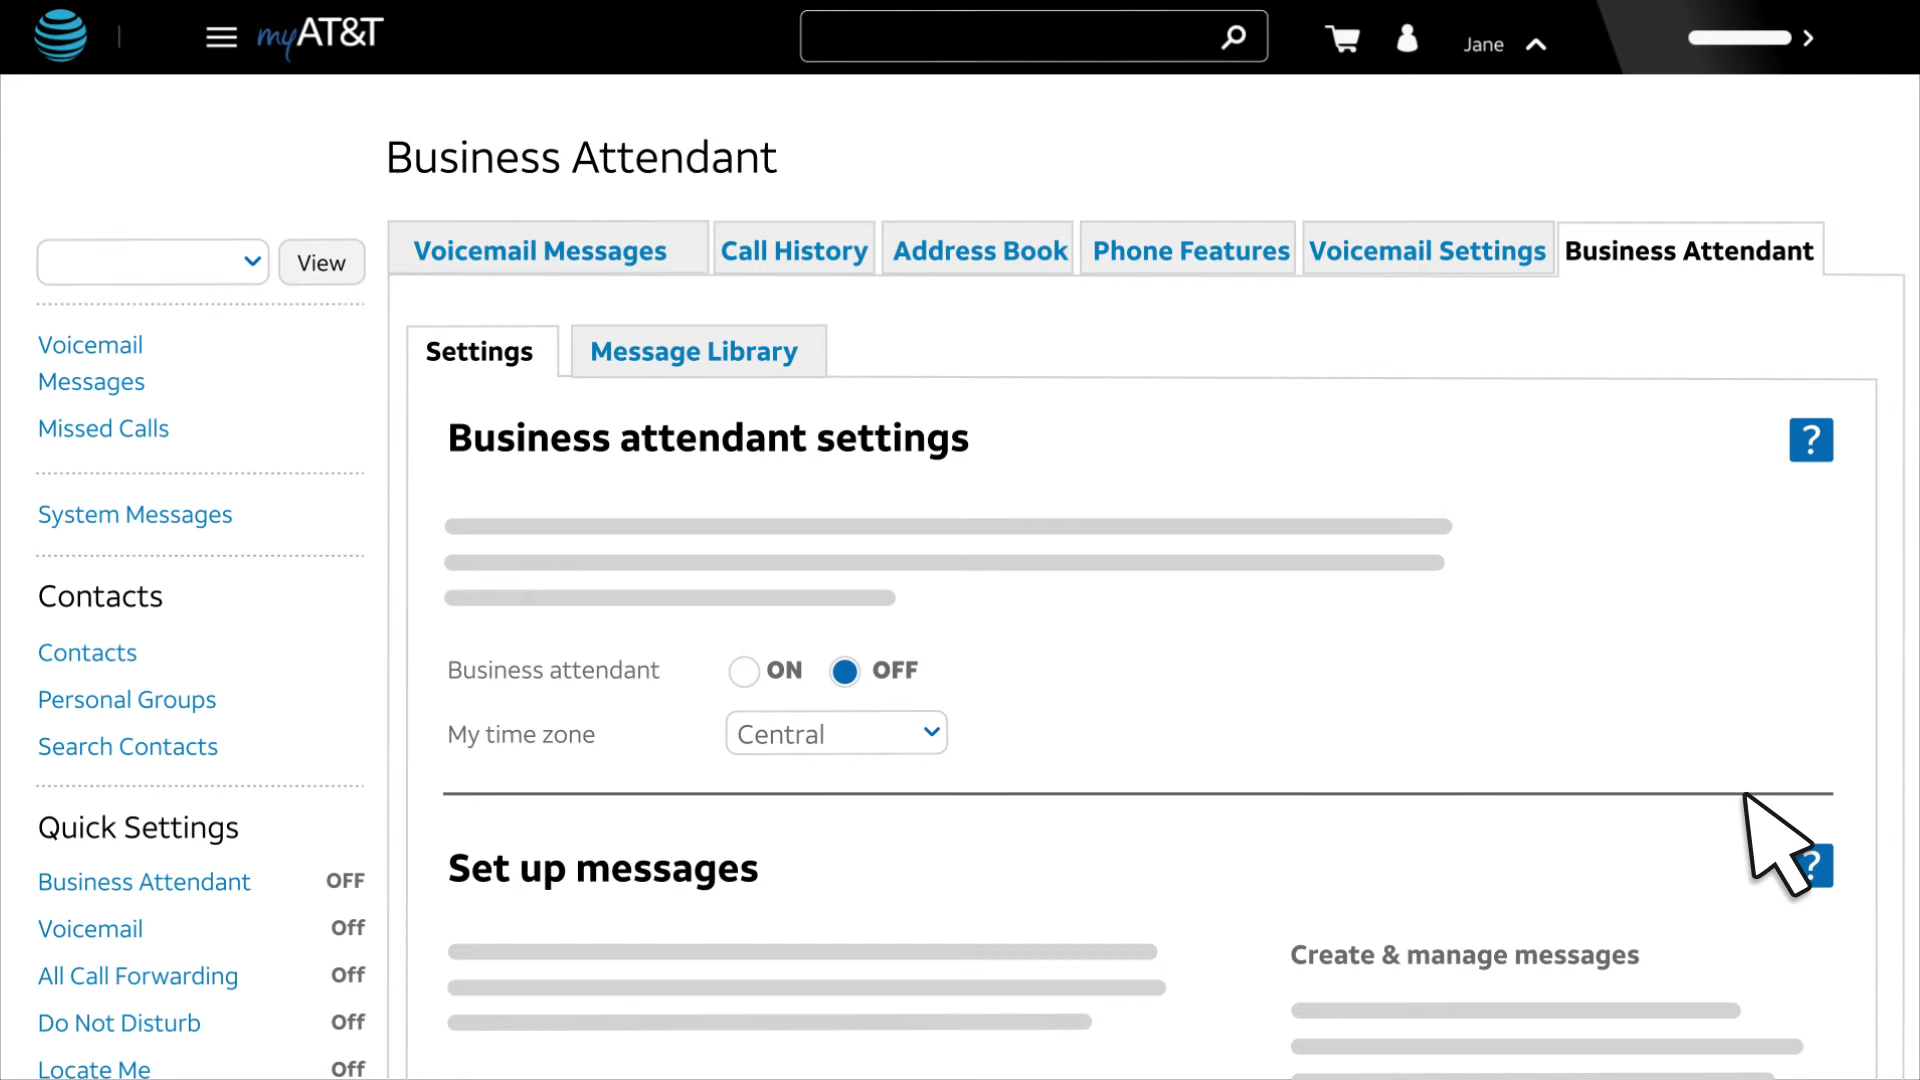 myAT&T
Jane
Business Attendant
Voicemail Messages
Call History
Address Book
Phone Features
Voicemail Settings
Business Attendant
View
Voicemail
Messages
Missed Calls
System Messages
Contacts
Contacts
Personal Groups
Search Contacts
Quick Settings
Business Attendant OFF
Voicemail Off
All Call Forwarding Off
Do Not Disturb Off
Locate Me Off
Settings
Message Library
Business attendant settings
?
Business attendant ON OFF
My time zone Central
Set up messages
?
Create & manage messages